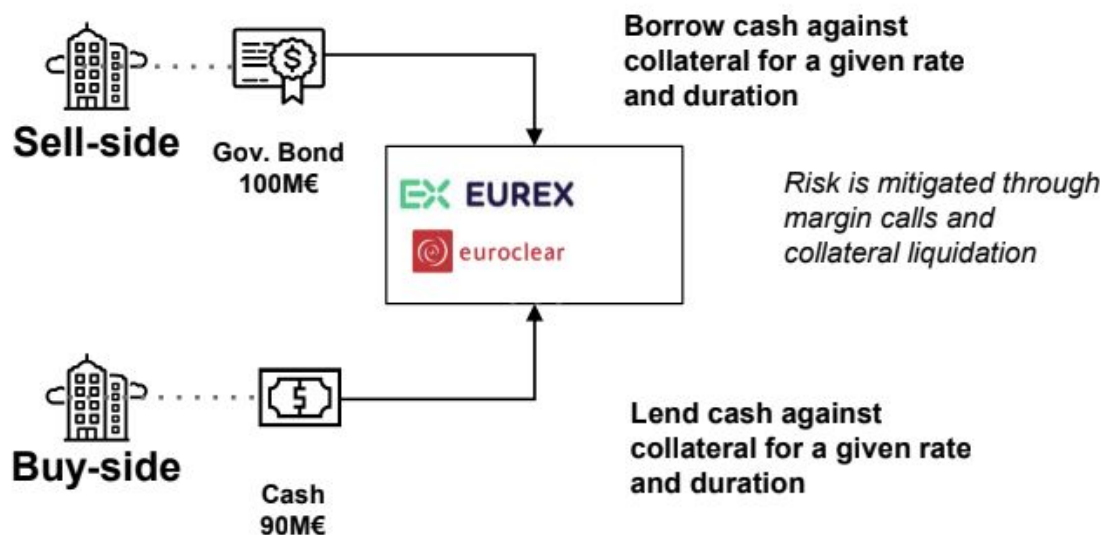 Borrow cash against
collateral for a given rate
and duration
$
Sell-side
Gov. Bond
100M€
EX EUREX
euroclear
Risk is mitigated through
margin calls and
collateral liquidation
$
Buy-side
Cash
90M€
Lend cash against
collateral for a given rate
and duration